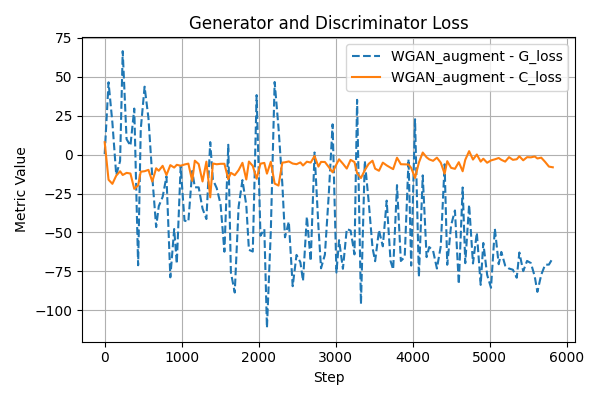 Generator and Discriminator Loss
WGAN_augment - G_loss
WGAN_augment - C_loss
Metric Value
75
50
25
0
−25
−50
−75
−100
0 1000 2000 3000 4000 5000 6000
Step